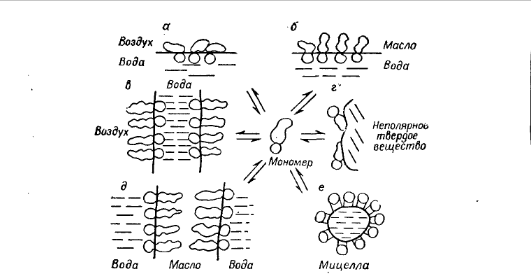 а
б
Воздух
Вода
Масло
Вода
в
Вода
г
Воздух
Мономер
Неполярное
твердое
вещество
д
е
Вода Масло Вода
Мицелла